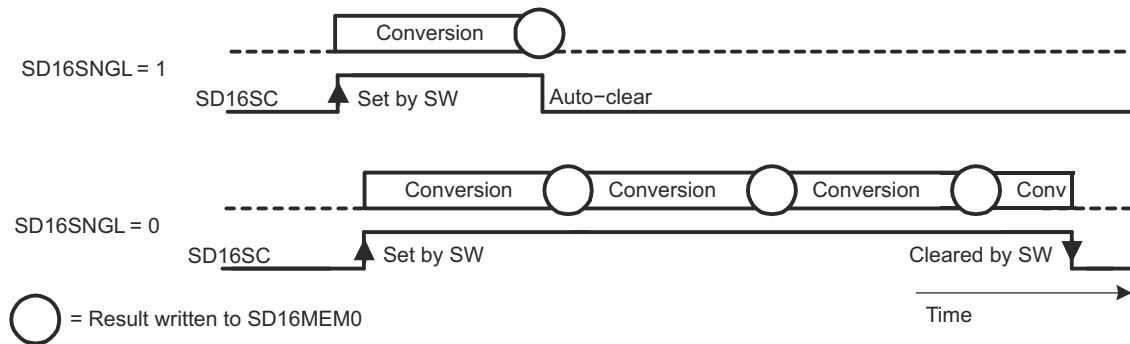 Conversion
SD16SNGL = 1
SD16SC Set by SW Auto−clear
Conversion Conversion Conversion Conv
SD16SNGL = 0
SD16SC Set by SW Cleared by SW
= Result written to SD16MEM0 Time